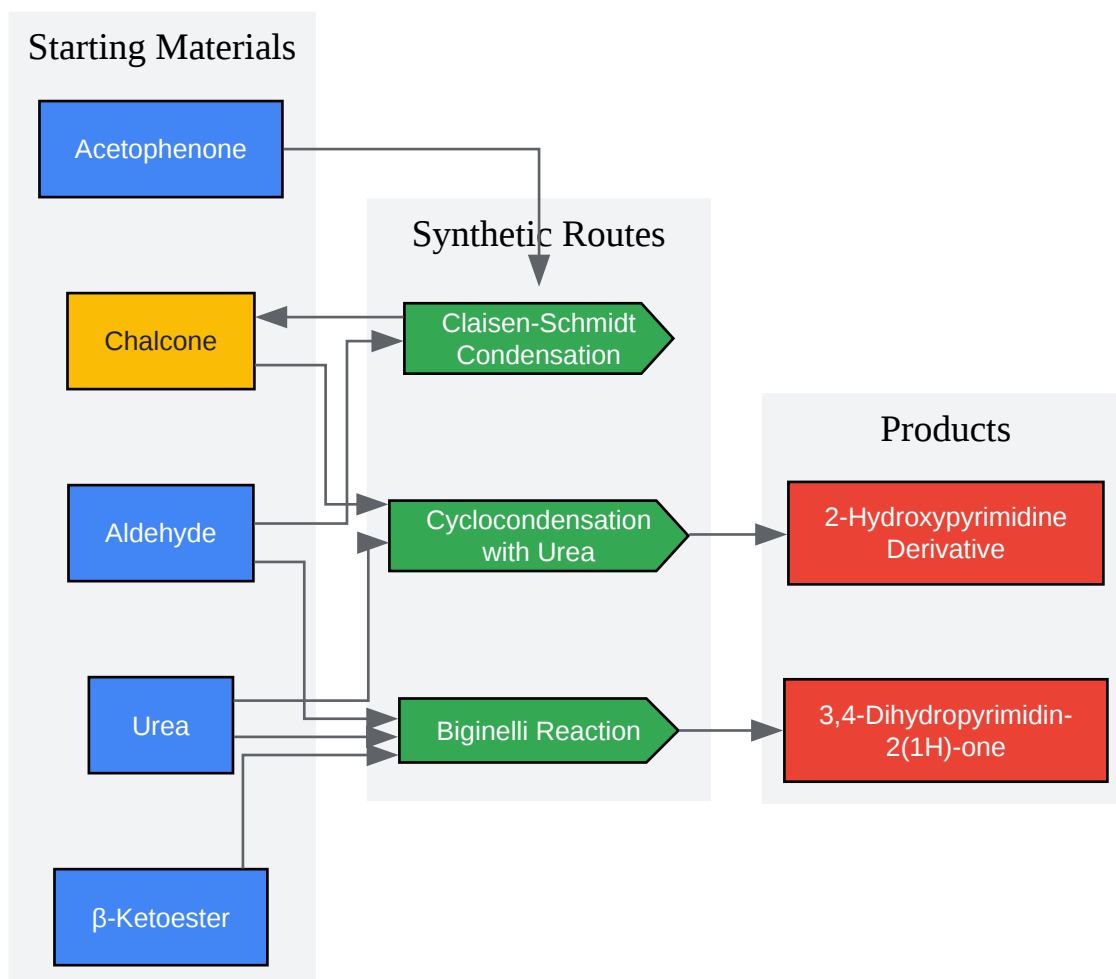 Starting Materials
Acetophenone
Chalcone
Aldehyde
Urea
β-Ketoester
Synthetic Routes
Claisen-Schmidt
Condensation
Cyclocondensation
with Urea
Biginelli Reaction
Products
2-Hydroxypyrimidine
Derivative
3,4-Dihydropyrimidin-
2(1H)-one